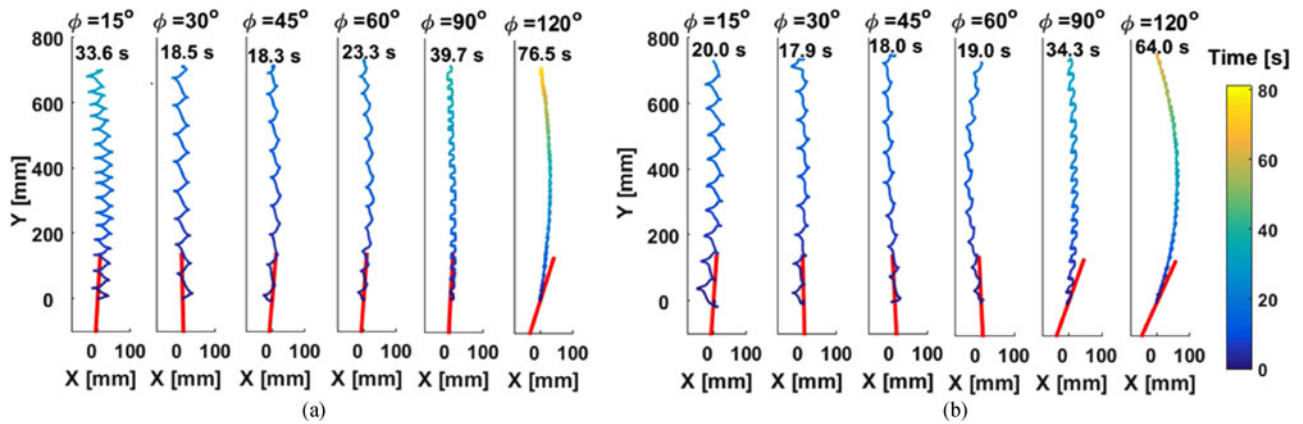 ϕ =15° ϕ =30° ϕ =45° ϕ =60° ϕ =90° ϕ =120°
33.6 s 18.5 s 18.3 s 23.3 s 39.7 s 76.5 s
800
600
400
200
0
Y [mm]
0 100 0 100 0 100 0 100 0 100 0 100
X [mm] X [mm] X [mm] X [mm] X [mm] X [mm]
(a)
ϕ =15° ϕ =30° ϕ =45° ϕ =60° ϕ =90° ϕ =120°
20.0 s 17.9 s 18.0 s 19.0 s 34.3 s 64.0 s
800
600
400
200
0
Y [mm]
0 100 0 100 0 100 0 100 0 100 0 100
X [mm] X [mm] X [mm] X [mm] X [mm] X [mm]
(b)
Time [s]
80
60
40
20
0